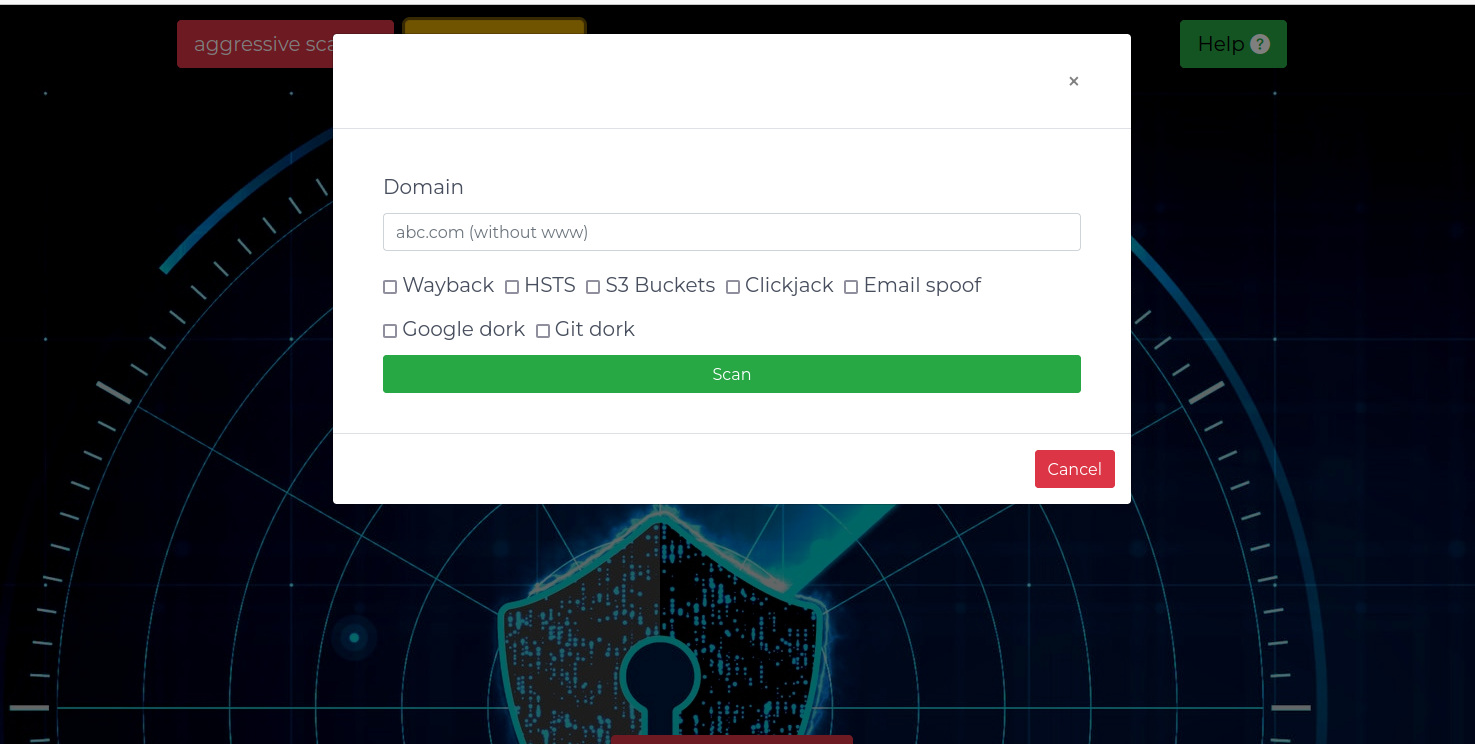 aggressive sca
Help ?
×
Domain
abc.com (without www)
Wayback HSTS S3 Buckets Clickjack Email spoof
Google dork Git dork
Scan
Cancel